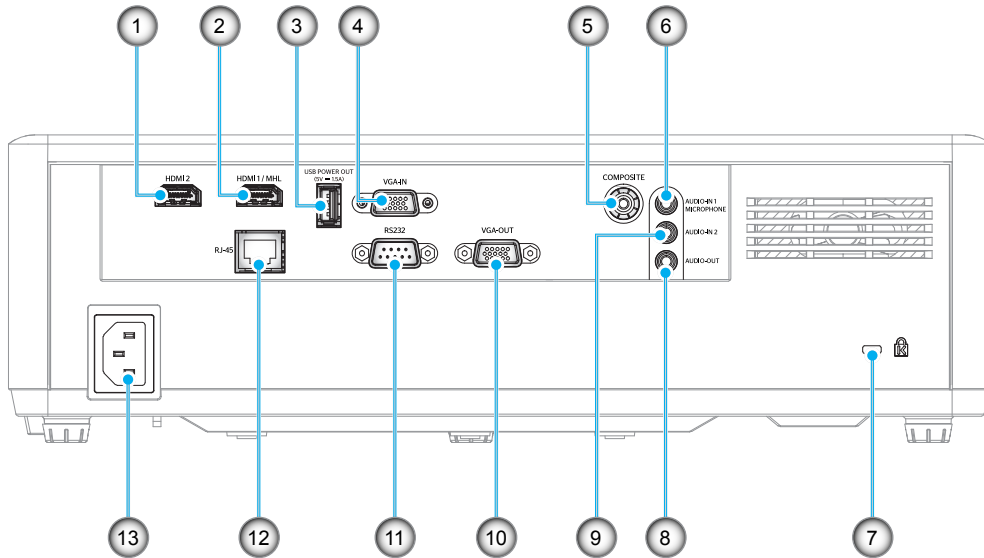 1 2 3 4 5 6
HDMI 2
HDMI 1 / MHL
USB POWER OUT
(5V ⎓ 1.5A)
VGA-IN
COMPOSITE
AUDIO-IN 1
MICROPHONE
AUDIO-IN 2
AUDIO-OUT
RJ-45
RS232
VGA-OUT
K
13 12 11 10 9 8 7